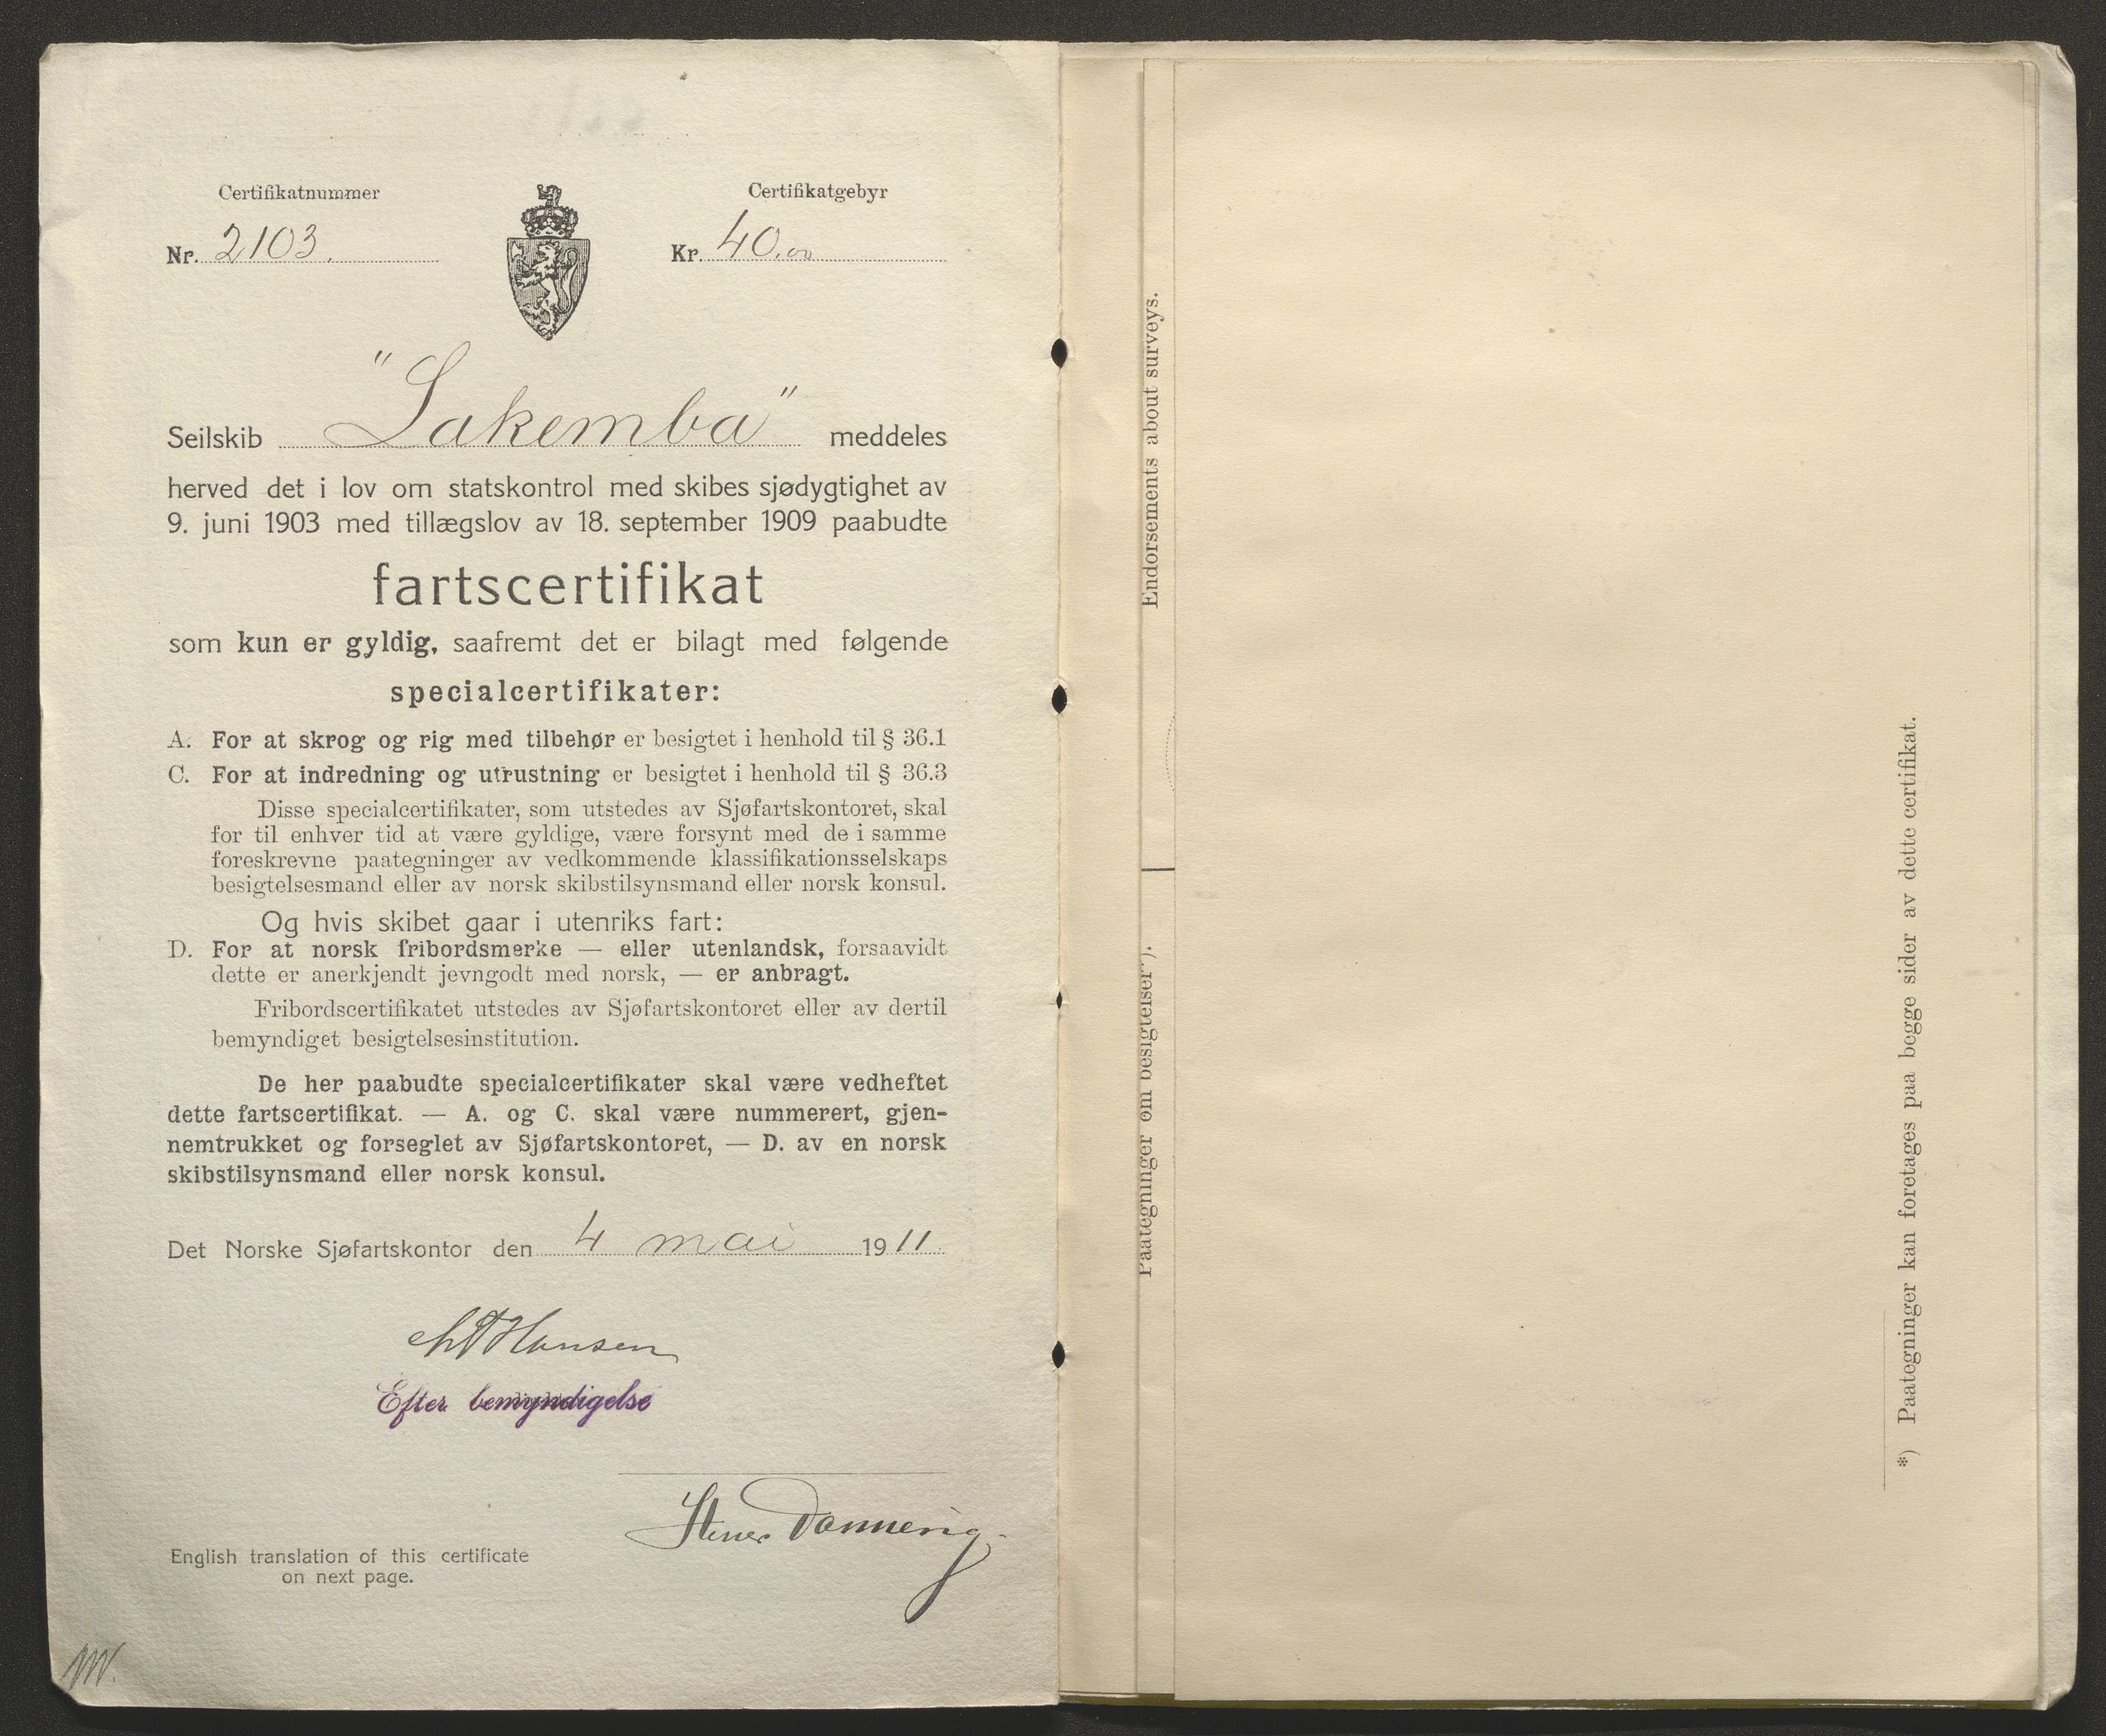 Certifikatnummer
Certifikatgebyr
Nr. 2103.
Kr. 40.00
Seilskib "Lakemba" meddeles
herved det i lov om statskontrol med skibes sjødygtighet av
9. juni 1903 med tillægslov av 18. september 1909 paabudte
fartscertifikat
som kun er gyldig, saafremt det er bilagt med følgende
specialcertifikater:
A. For at skrog og rig med tilbehør er besigtet i henhold til § 36.1
C. For at indredning og utrustning er besigtet i henhold til § 36.3
Disse specialcertifikater, som utstedes av Sjøfartskontoret, skal
for til enhver tid at være gyldige, være forsynt med de i samme
foreskrevne paategninger av vedkommende klassifikationsselskaps
besigtelsesmand eller av norsk skibstilsynsmand eller norsk konsul.
Og hvis skibet gaar i utenriks fart:
D. For at norsk fribordsmerke — eller utenlandsk, forsaavidt
dette er anerkjendt jevngodt med norsk, — er anbragt.
Fribordscertifikatet utstedes av Sjøfartskontoret eller av dertil
bemyndiget besigtelsesinstitution.
De her paabudte specialcertifikater skal være vedheftet
dette fartscertifikat. — A. og C. skal være nummerert, gjen-
nemtrukket og forseglet av Sjøfartskontoret, — D. av en norsk
skibstilsynsmand eller norsk konsul.
Det Norske Sjøfartskontor den 4 mai 1911.
Hansen
Efter bemyndigelse
English translation of this certificate
on next page.
Endorsements about surveys.
Paategninger om besigtelser*).
*) Paategninger kan foretages paa begge sider av dette certifikat.